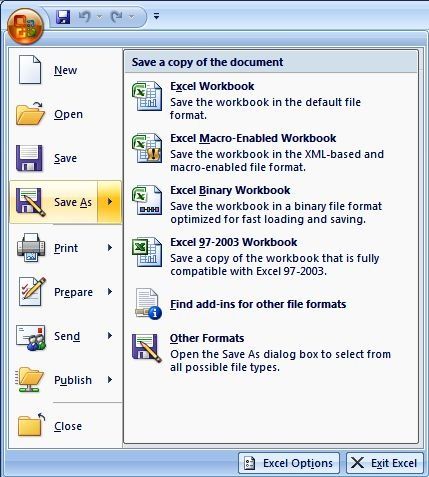 New
Open
Save
Save As
Print
Prepare
Send
Publish
Close
Save a copy of the document
Excel Workbook
Save the workbook in the default file
format.
Excel Macro-Enabled Workbook
Save the workbook in the XML-based and
macro-enabled file format.
Excel Binary Workbook
Save the workbook in a binary file format
optimized for fast loading and saving.
Excel 97-2003 Workbook
Save a copy of the workbook that is fully
compatible with Excel 97-2003.
Find add-ins for other file formats
Other Formats
Open the Save As dialog box to select from
all possible file types.
Excel Options
Exit Excel